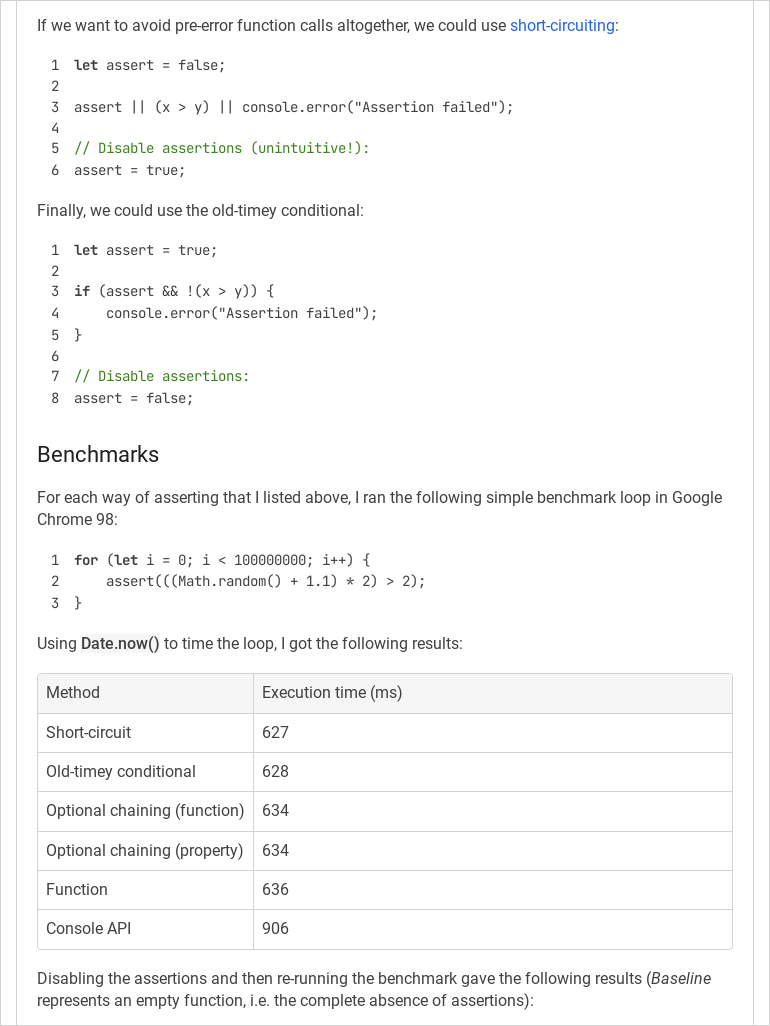 If we want to avoid pre-error function calls altogether, we could use short-circuiting:
1 let assert = false;
2
3 assert || (x > y) || console.error("Assertion failed");
4
5 // Disable assertions (unintuitive!):
6 assert = true;
Finally, we could use the old-timey conditional:
1 let assert = true;
2
3 if (assert && !(x > y)) {
4     console.error("Assertion failed");
5 }
6
7 // Disable assertions:
8 assert = false;
Benchmarks
For each way of asserting that I listed above, I ran the following simple benchmark loop in Google
Chrome 98:
1 for (let i = 0; i < 100000000; i++) {
2     assert(((Math.random() + 1.1) * 2) > 2);
3 }
Using Date.now() to time the loop, I got the following results:
Method Execution time (ms)
Short-circuit 627
Old-timey conditional 628
Optional chaining (function) 634
Optional chaining (property) 634
Function 636
Console API 906
Disabling the assertions and then re-running the benchmark gave the following results (Baseline
represents an empty function, i.e. the complete absence of assertions):